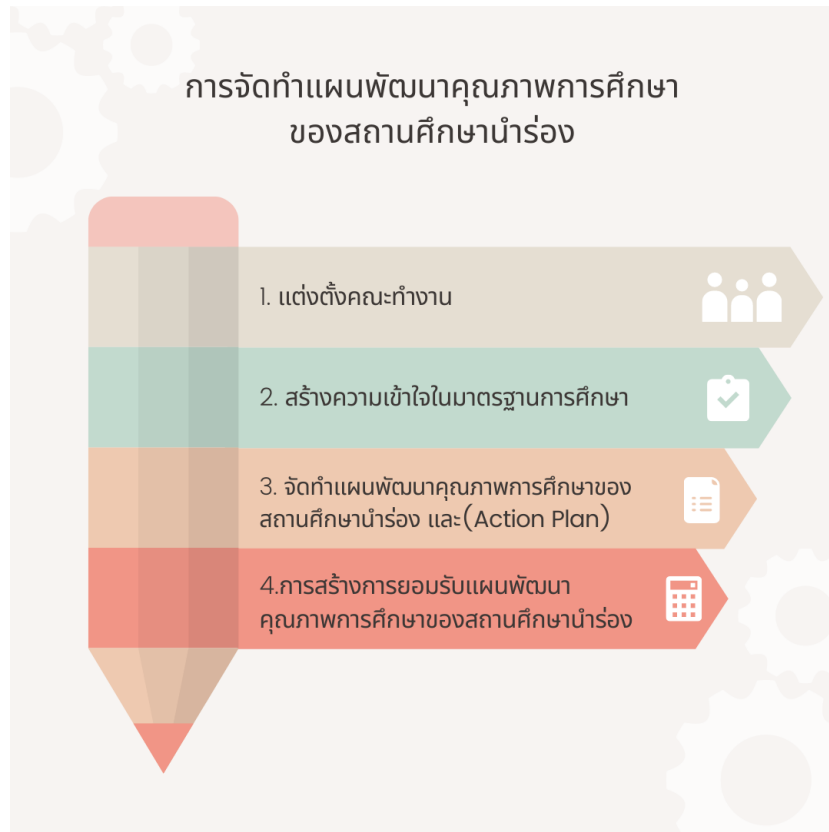 การจัดทำแผนพัฒนาคุณภาพการศึกษา
ของสถานศึกษานำร่อง
1. แต่งตั้งคณะทำงาน
2. สร้างความเข้าใจในมาตรฐานการศึกษา
3. จัดทำแผนพัฒนาคุณภาพการศึกษาของ
สถานศึกษานำร่อง และ(Action Plan)
4.การสร้างการยอมรับแผนพัฒนา
คุณภาพการศึกษาของสถานศึกษานำร่อง